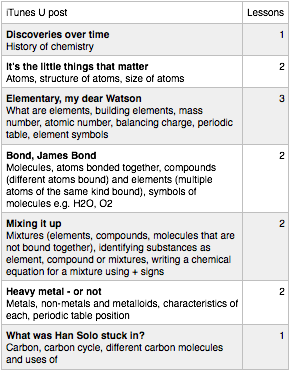 iTunes U post Lessons
Discoveries over time 1
History of chemistry
It's the little things that matter 2
Atoms, structure of atoms, size of atoms
Elementary, my dear Watson 3
What are elements, building elements, mass
number, atomic number, balancing charge, periodic
table, element symbols
Bond, James Bond 2
Molecules, atoms bonded together, compounds
(different atoms bound) and elements (multiple
atoms of the same kind bound), symbols of
molecules e.g. H2O, O2
Mixing it up 2
Mixtures (elements, compounds, molecules that are
not bound together), identifying substances as
element, compound or mixtures, writing a chemical
equation for a mixture using + signs
Heavy metal - or not 2
Metals, non-metals and metalloids, characteristics of
each, periodic table position
What was Han Solo stuck in? 1
Carbon, carbon cycle, different carbon molecules
and uses of